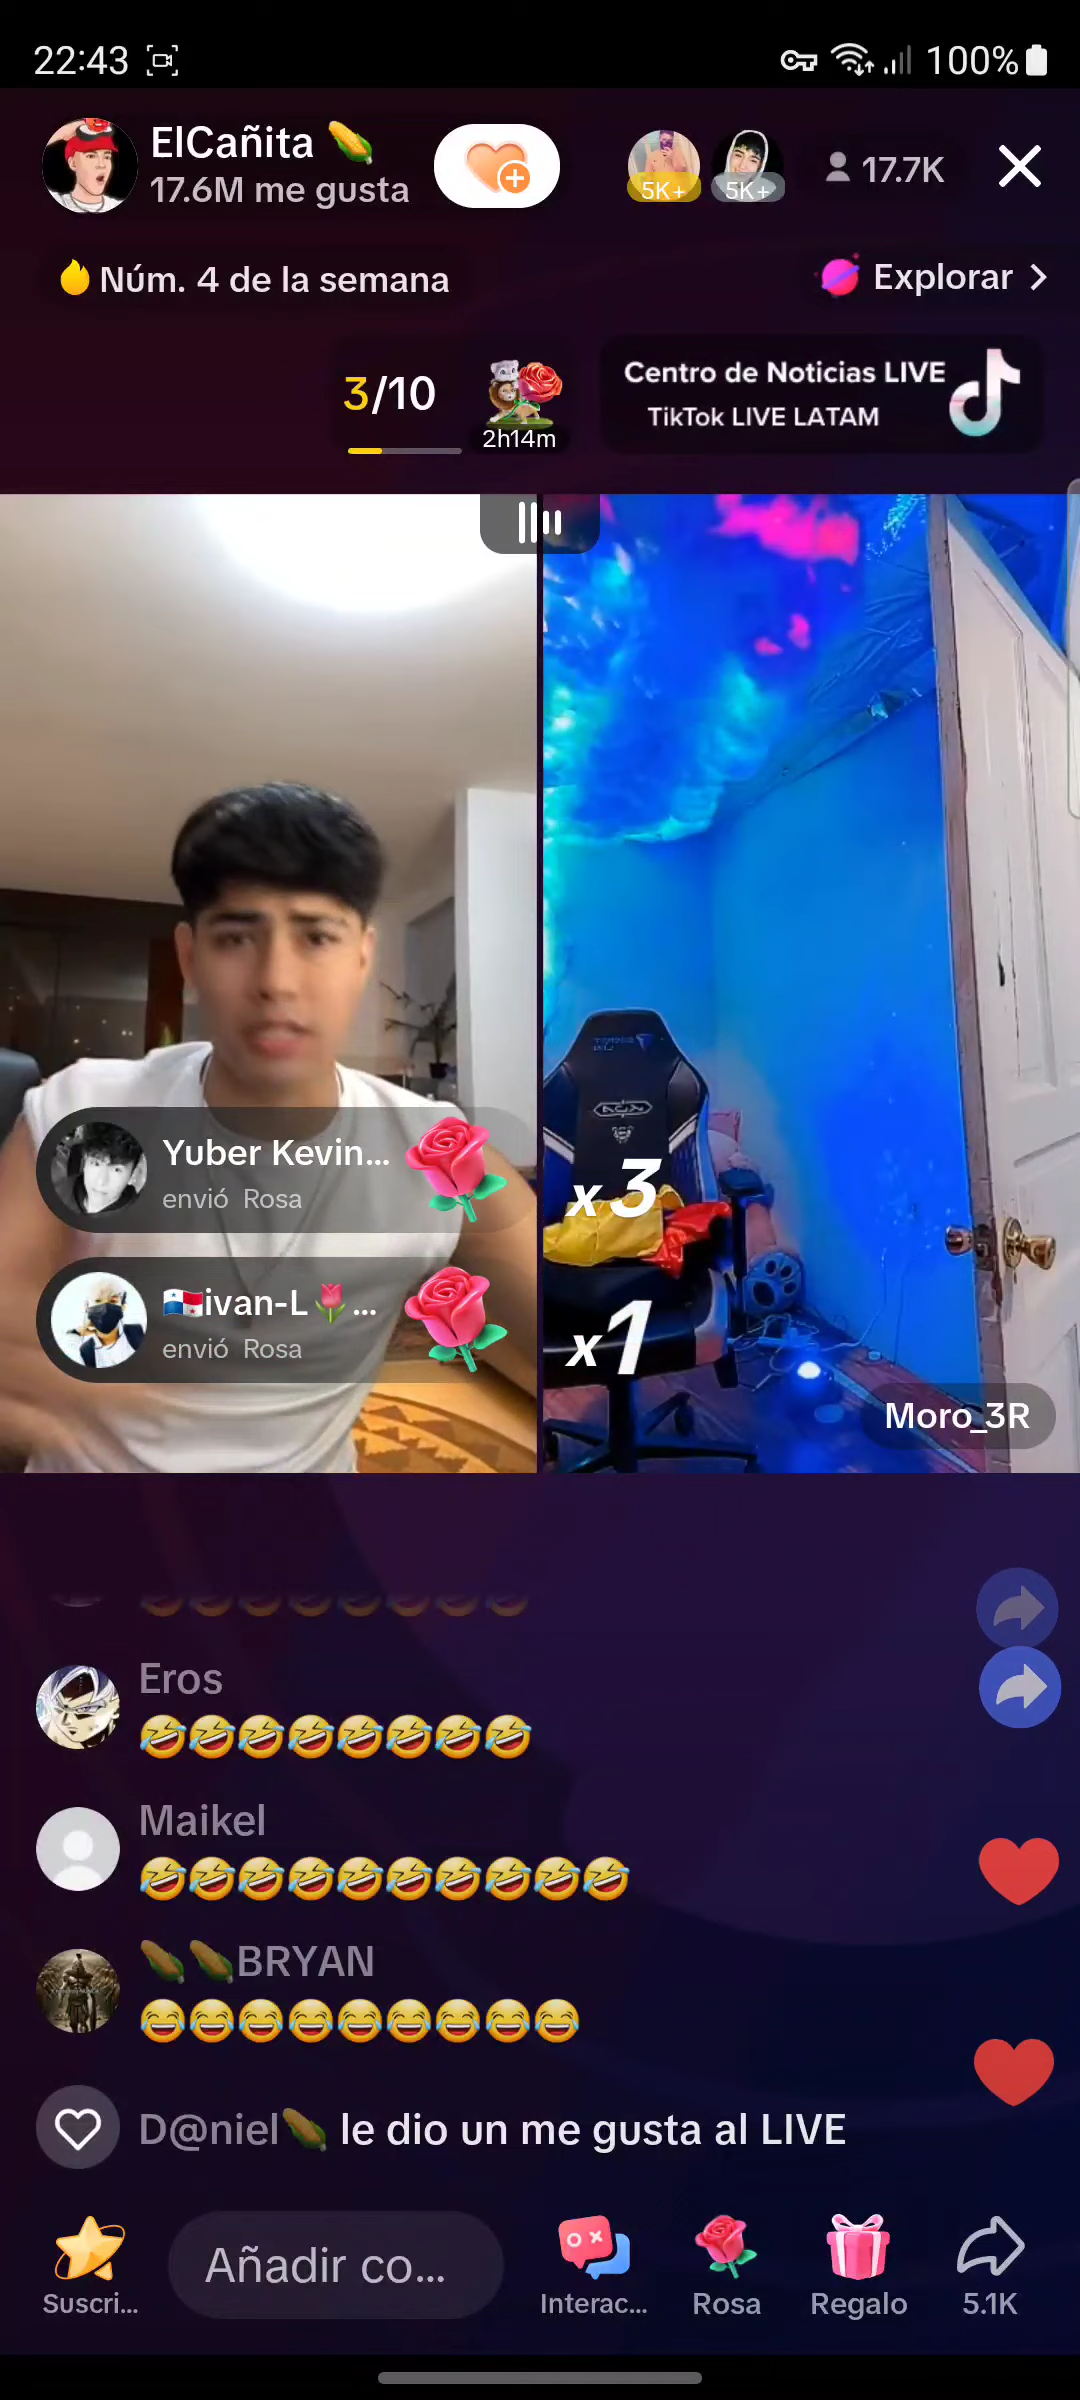 22:43
100%
ElCañita 🌽
17.6M me gusta
5K+
5K+
17.7K
Núm. 4 de la semana
Explorar
3/10
2h14m
Centro de Noticias LIVE
TikTok LIVE LATAM
Yuber Kevin...
envió Rosa
x3
🇵🇦ivan-L🌷...
envió Rosa
x1
Moro_3R
Eros
🤣🤣🤣🤣🤣🤣🤣🤣
Maikel
🤣🤣🤣🤣🤣🤣🤣🤣🤣🤣
🌽🌽BRYAN
😂😂😂😂😂😂😂😂😂
D@niel🌽 le dio un me gusta al LIVE
Añadir co...
Suscri...
Interac...
Rosa
Regalo
5.1K